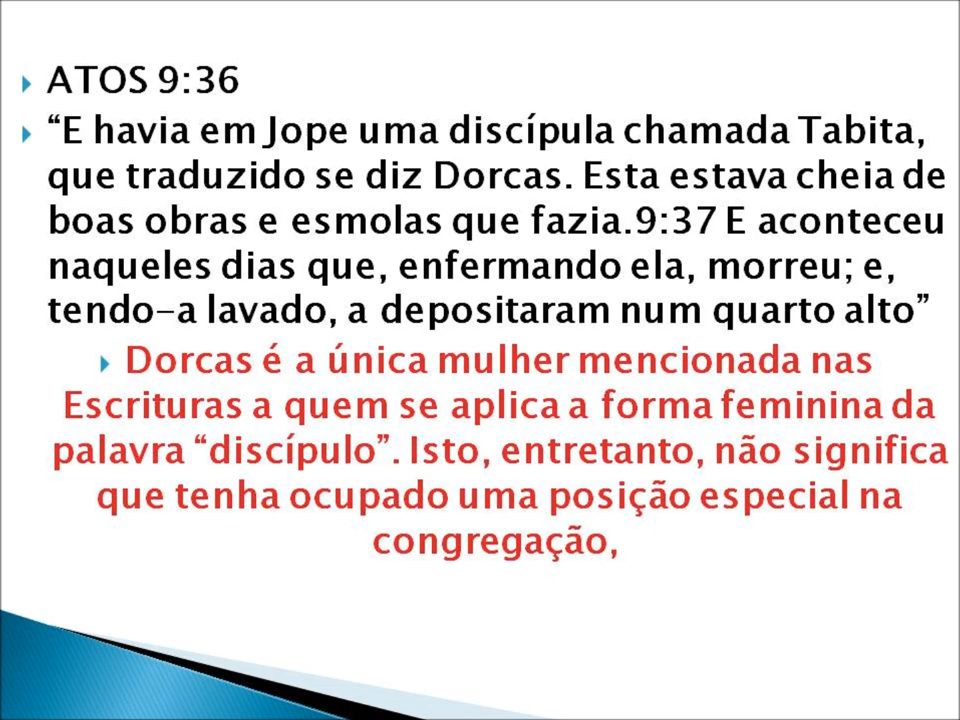 ATOS 9:36
“E havia em Jope uma discípula chamada Tabita,
que traduzido se diz Dorcas. Esta estava cheia de
boas obras e esmolas que fazia.9:37 E aconteceu
naqueles dias que, enfermando ela, morreu; e,
tendo-a lavado, a depositaram num quarto alto”
Dorcas é a única mulher mencionada nas
Escrituras a quem se aplica a forma feminina da
palavra “discípulo”. Isto, entretanto, não significa
que tenha ocupado uma posição especial na
congregação,